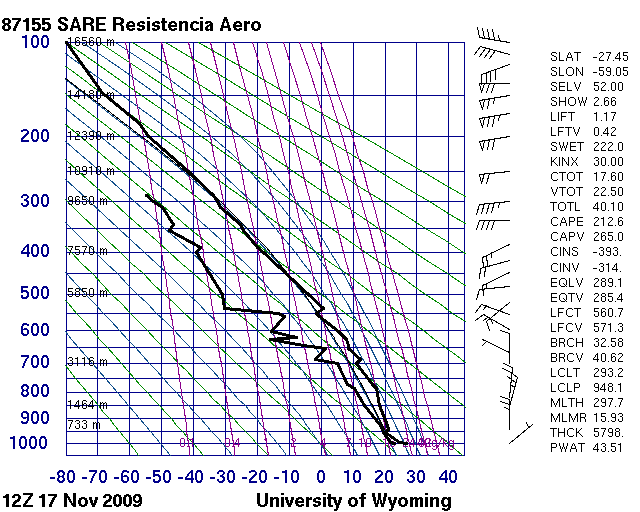 87155 SARE Resistencia Aero
100
16560 m
14180 m
200
12390 m
10910 m
300
9650 m
400
7570 m
500
5850 m
600
700
3116 m
800
1464 m
900
733 m
1000
-80 -70 -60 -50 -40 -30 -20 -10 0 10 20 30 40
12Z 17 Nov 2009
University of Wyoming
SLAT -27.45
SLON -59.05
SELV 52.00
SHOW 2.66
LIFT 1.17
LFTV 0.42
SWET 222.0
KINX 30.00
CTOT 17.60
VTOT 22.50
TOTL 40.10
CAPE 212.6
CAPV 265.0
CINS -393.
CINV -314.
EQLV 289.1
EQTV 285.4
LFCT 560.7
LFCV 571.3
BRCH 32.58
BRCV 40.62
LCLT 293.2
LCLP 948.1
MLTH 297.7
MLMR 15.93
THCK 5798.
PWAT 43.51